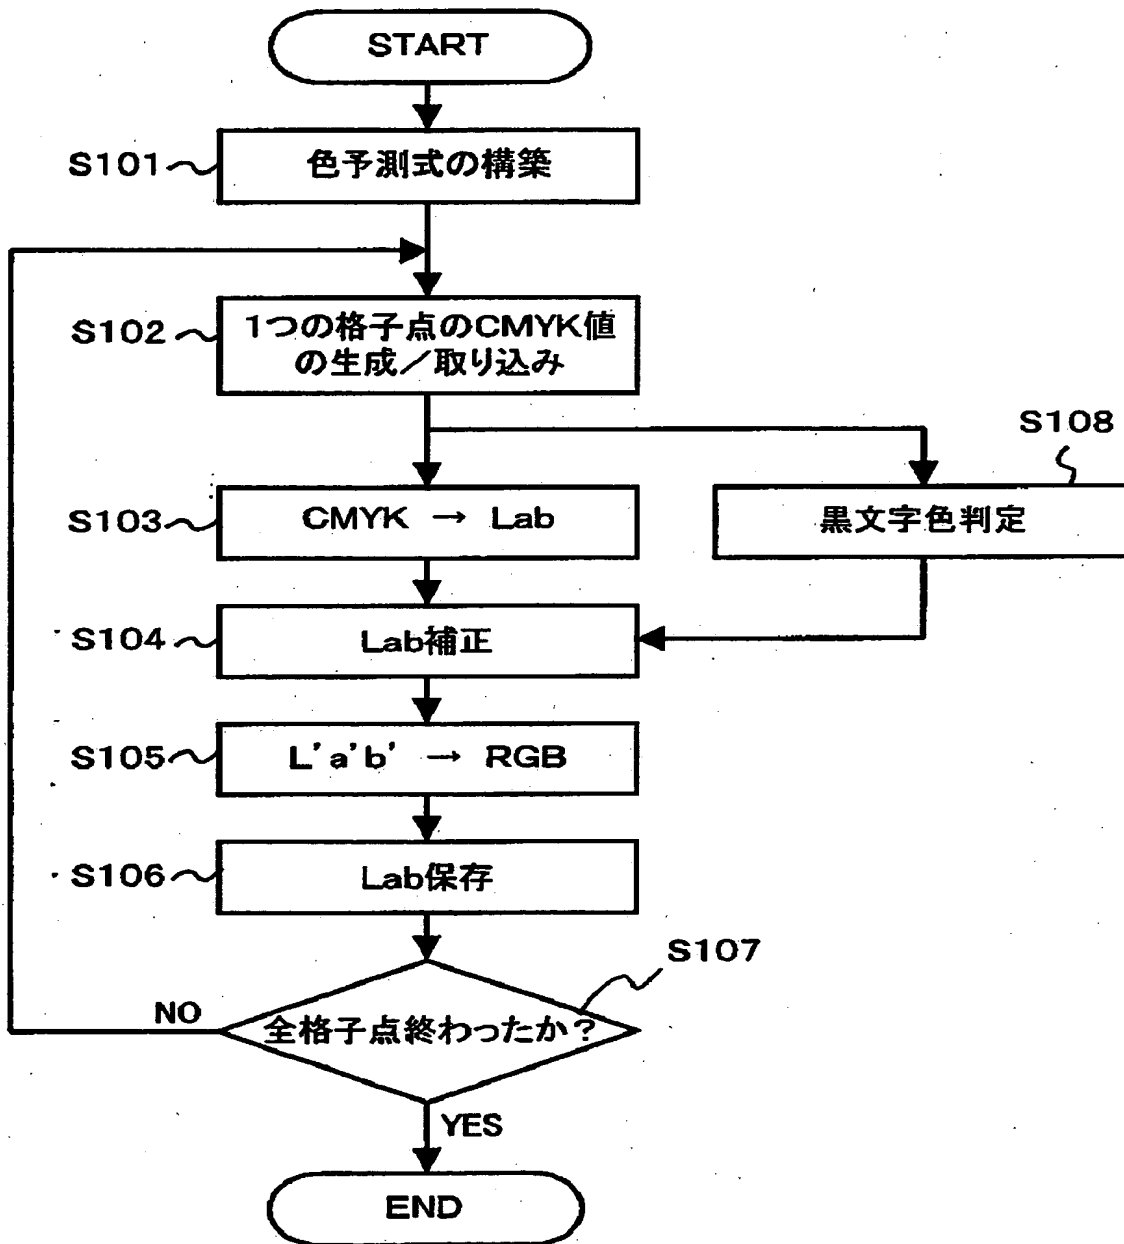 START
S101
色予測式の構築
S102
1つの格子点のCMYK値
の生成／取り込み
S108
S103
CMYK → Lab
黒文字色判定
S104
Lab補正
S105
L'a'b' → RGB
S106
Lab保存
S107
NO
全格子点終わったか？
YES
END